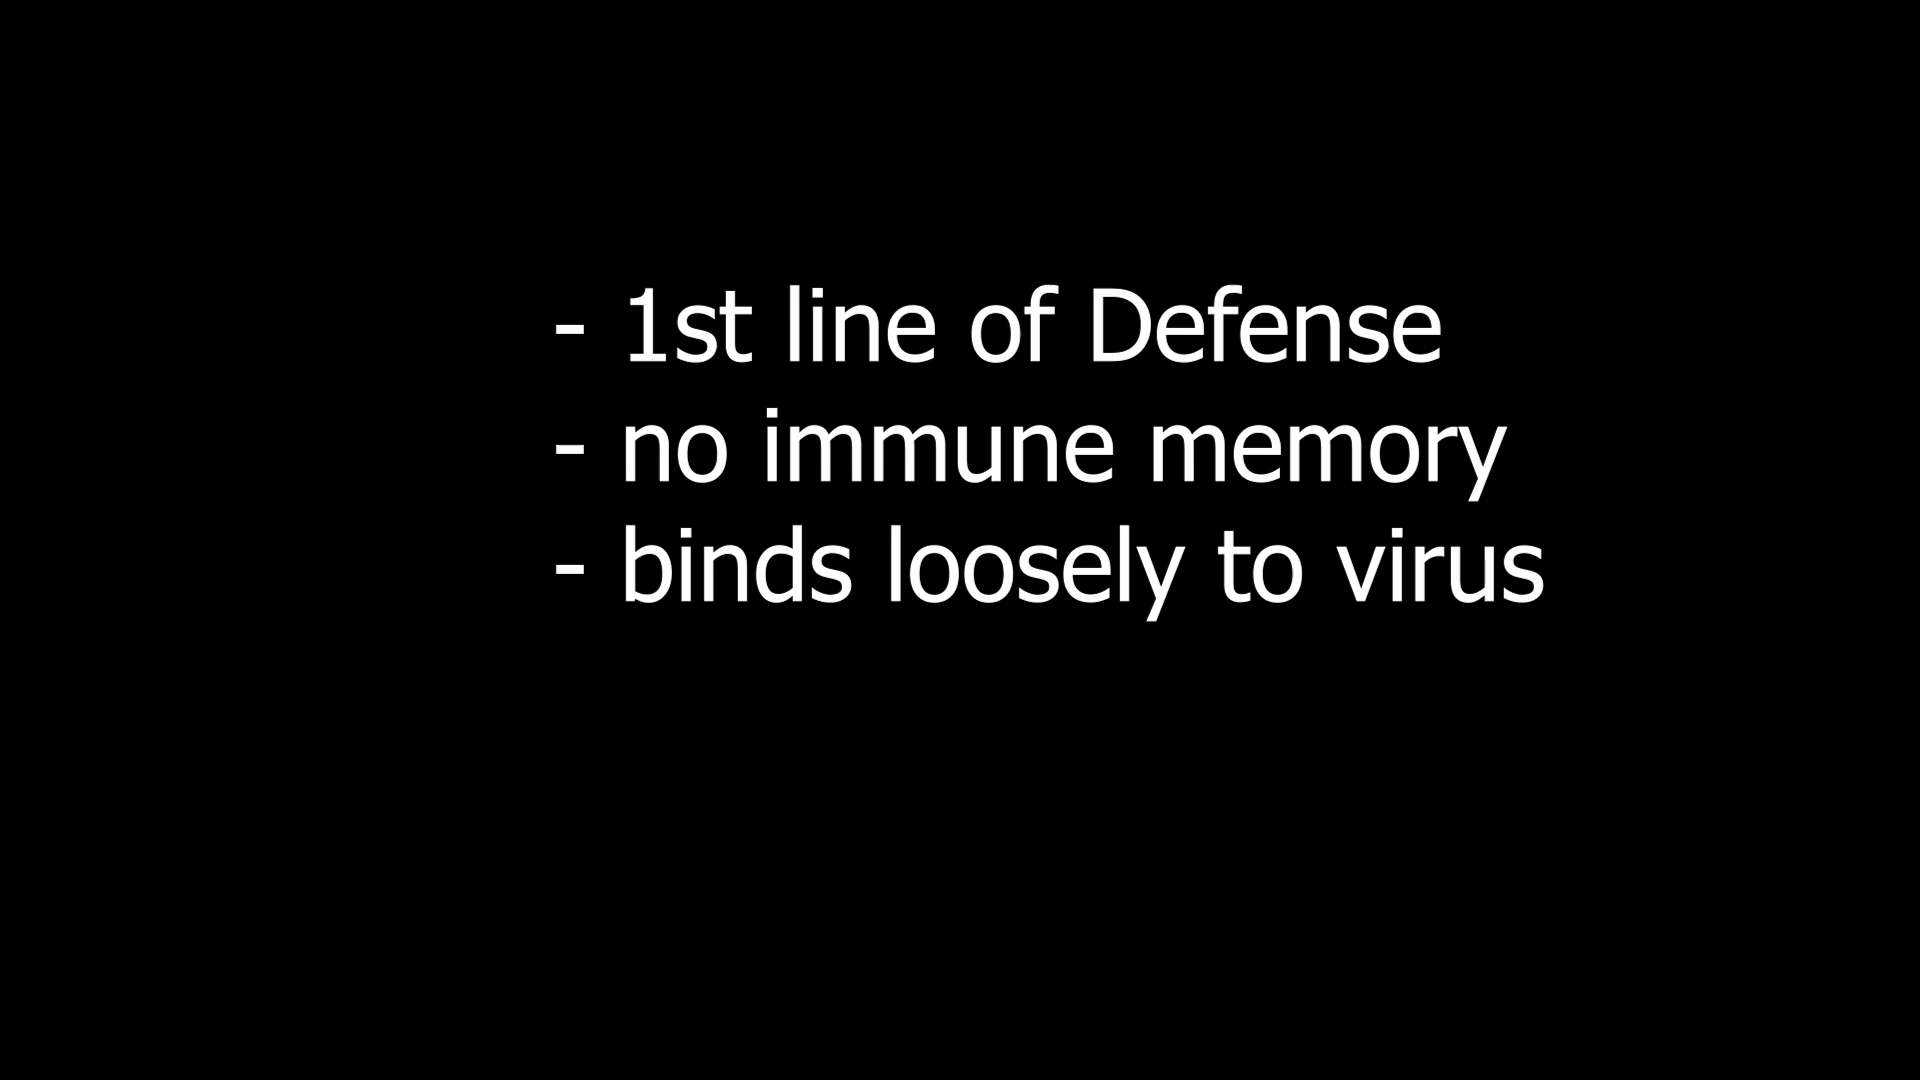 - 1st line of Defense
- no immune memory
- binds loosely to virus